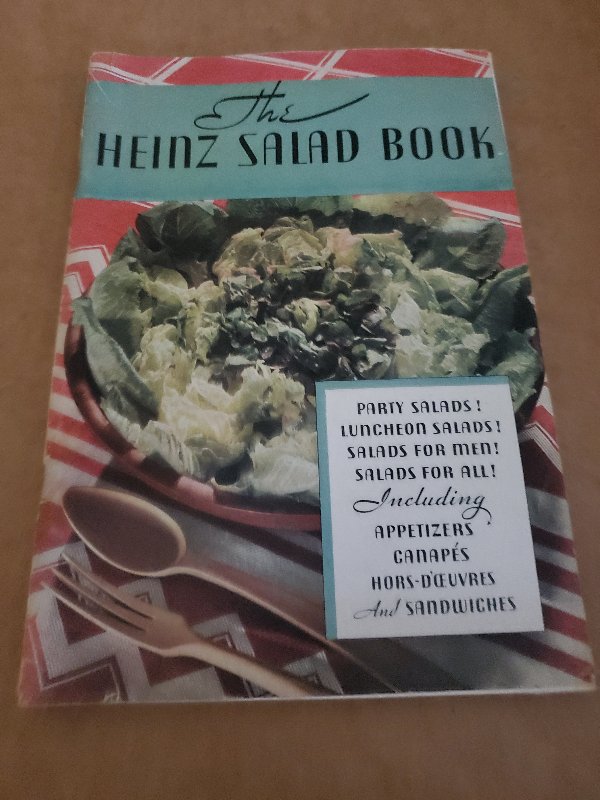 The
HEINZ SALAD BOOK
PARTY SALADS!
LUNCHEON SALADS!
SALADS FOR MEN!
SALADS FOR ALL!
Including
APPETIZERS
CANAPÉS
HORS-D'ŒUVRES
And SANDWICHES